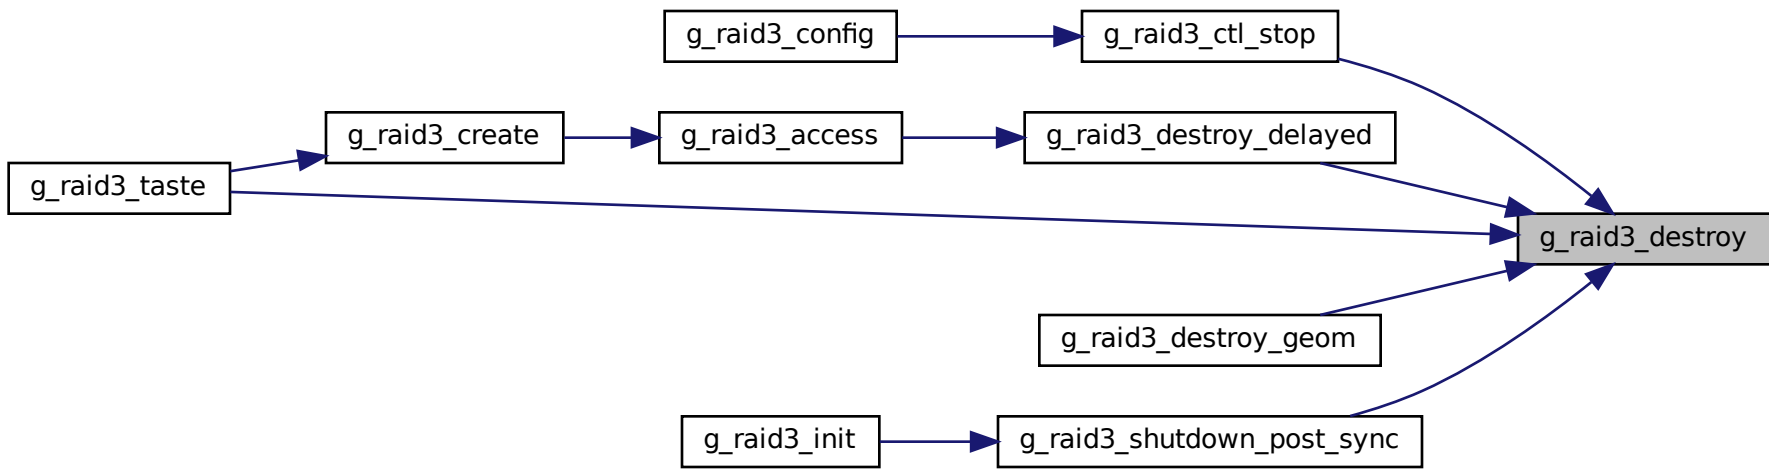 g_raid3_config
g_raid3_ctl_stop
g_raid3_create
g_raid3_access
g_raid3_destroy_delayed
g_raid3_taste
g_raid3_destroy
g_raid3_destroy_geom
g_raid3_init
g_raid3_shutdown_post_sync